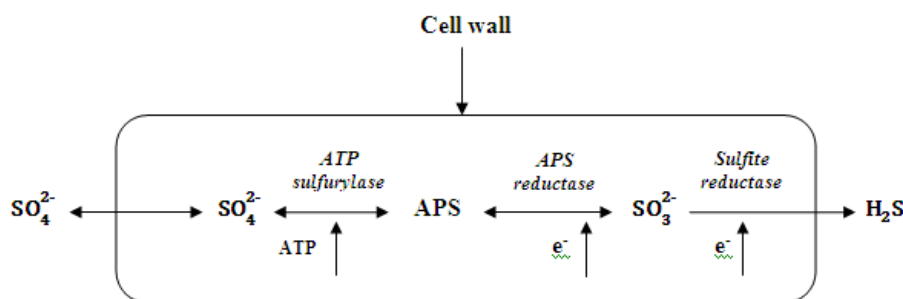 Cell wall
ATP
sulfurylase
APS
reductase
Sulfite
reductase
SO₄²⁻
SO₄²⁻
APS
SO₃²⁻
H₂S
ATP
e⁻
e⁻